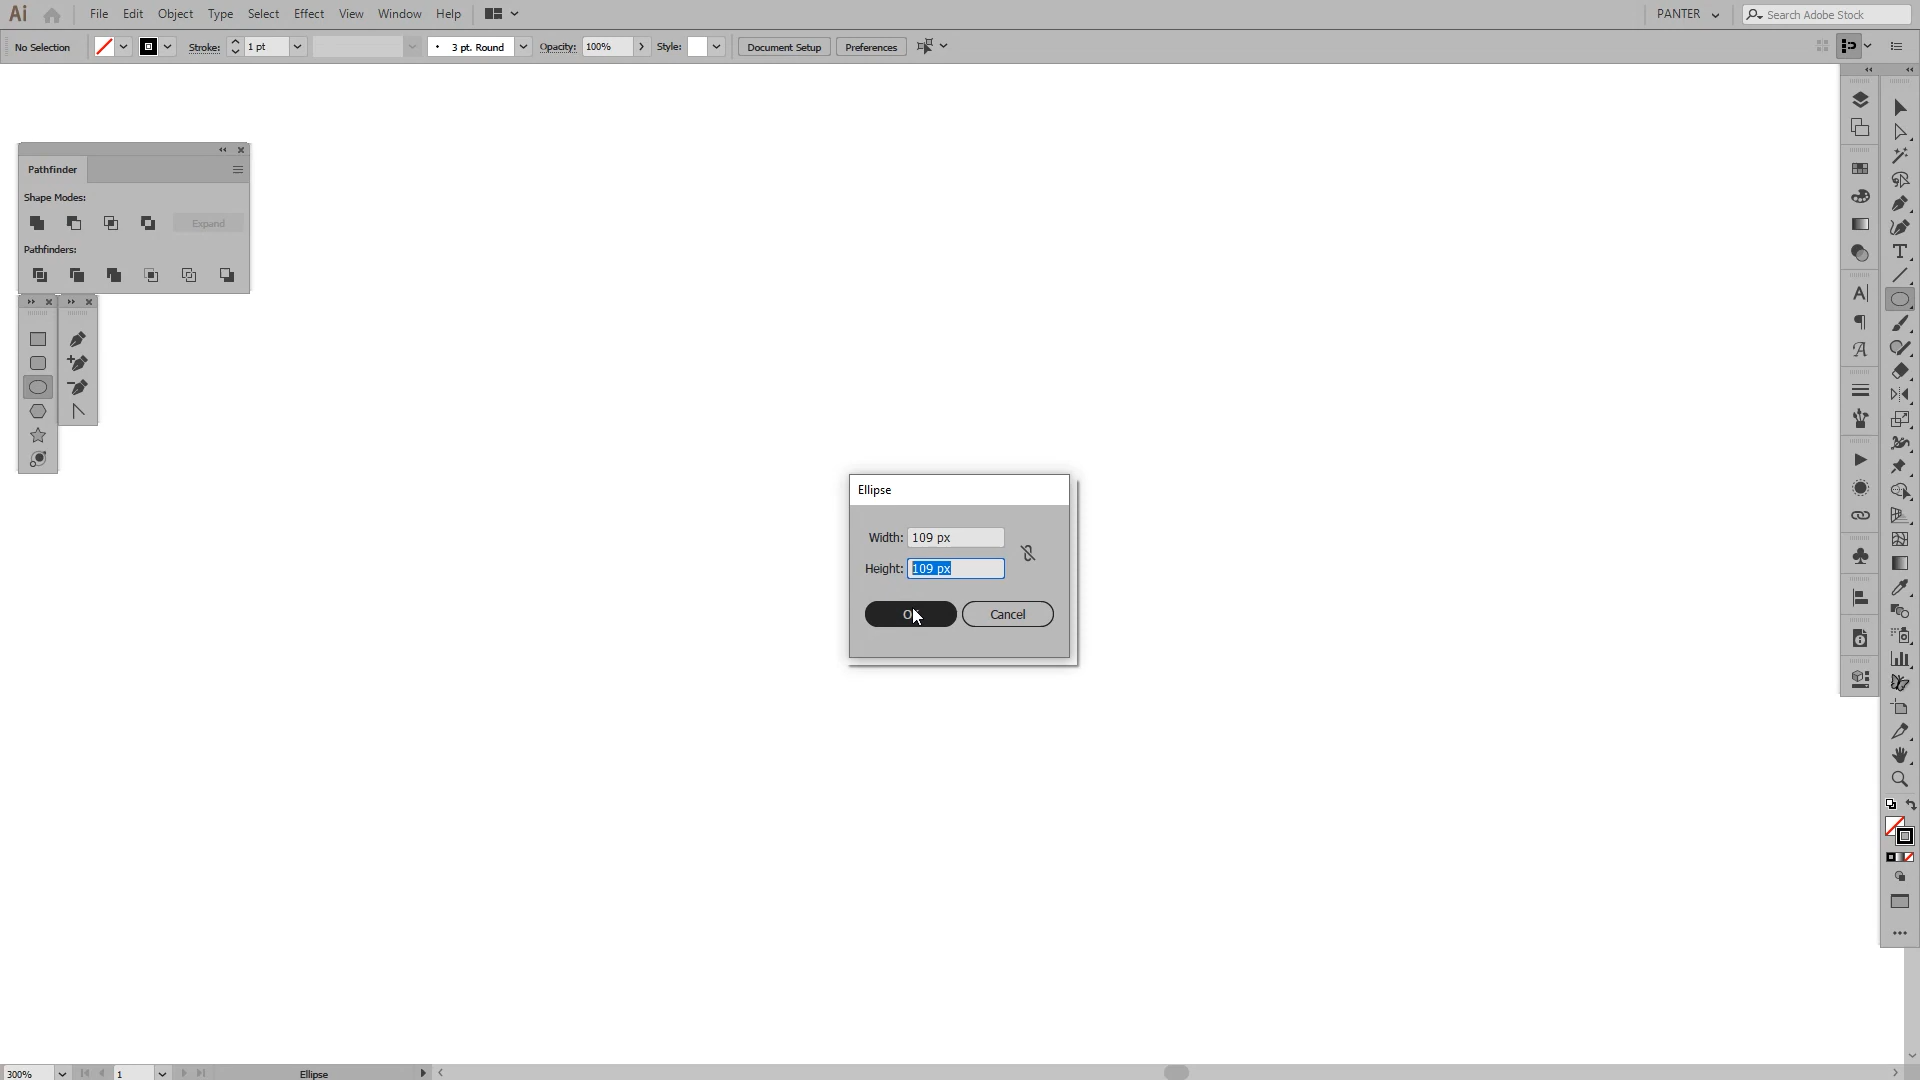 Ai File Edit Object Type Select Effect View Window Help PANTER Search Adobe Stock
No Selection Stroke: 1 pt 3 pt. Round Opacity: 100% Style: Document Setup Preferences
Pathfinder
Shape Modes:
Expand
Pathfinders:
Ellipse
Width: 109 px
Height: 109 px
Cancel
300% 1 Ellipse